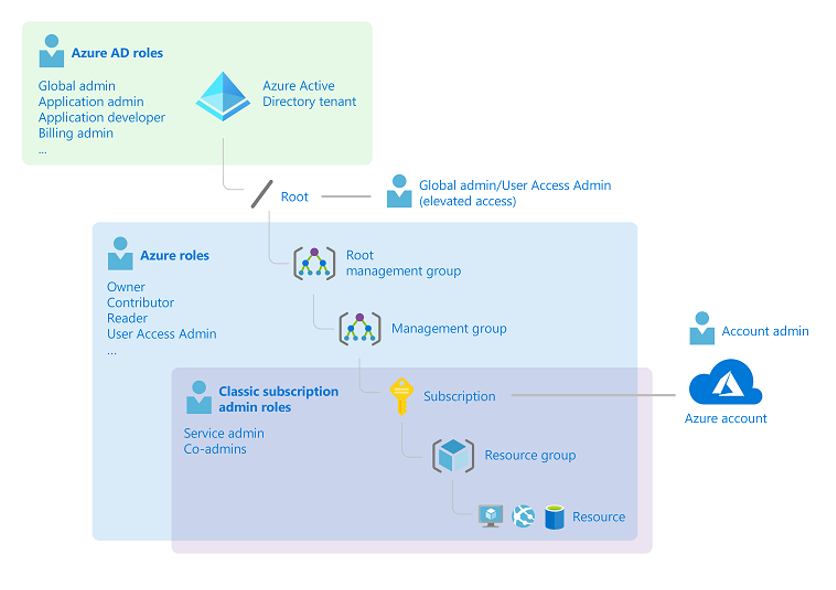 Azure AD roles
Global admin
Application admin
Application developer
Billing admin
...
Azure Active
Directory tenant
Root
Global admin/User Access Admin
(elevated access)
Azure roles
Owner
Contributor
Reader
User Access Admin
...
Root
management group
Management group
Account admin
Azure account
Classic subscription
admin roles
Service admin
Co-admins
Subscription
Resource group
Resource